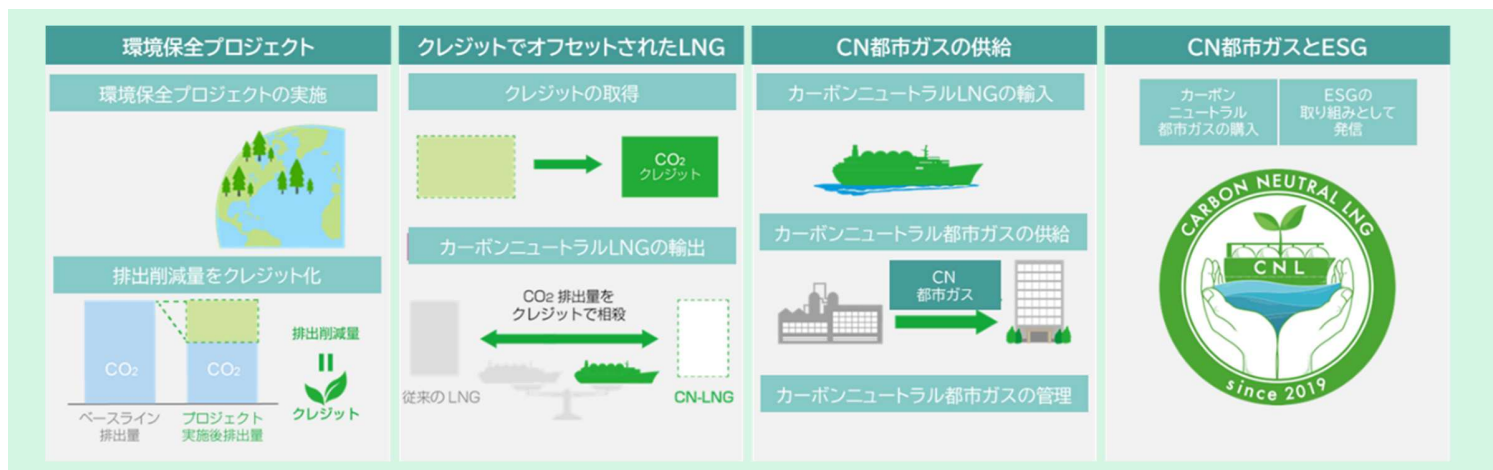 環境保全プロジェクト
環境保全プロジェクトの実施
排出削減量をクレジット化
CO₂
CO₂
排出削減量
クレジット
ベースライン
排出量
プロジェクト
実施後排出量
クレジットでオフセットされたLNG
クレジットの取得
CO₂
クレジット
カーボンニュートラルLNGの輸出
CO₂ 排出量を
クレジットで相殺
従来のLNG
CN-LNG
CN都市ガスの供給
カーボンニュートラルLNGの輸入
カーボンニュートラル都市ガスの供給
CN
都市ガス
カーボンニュートラル都市ガスの管理
CN都市ガスとESG
カーボン
ニュートラル
都市ガスの購入
ESGの
取り組みとして
発信
CARBON NEUTRAL LNG
CNL
since 2019